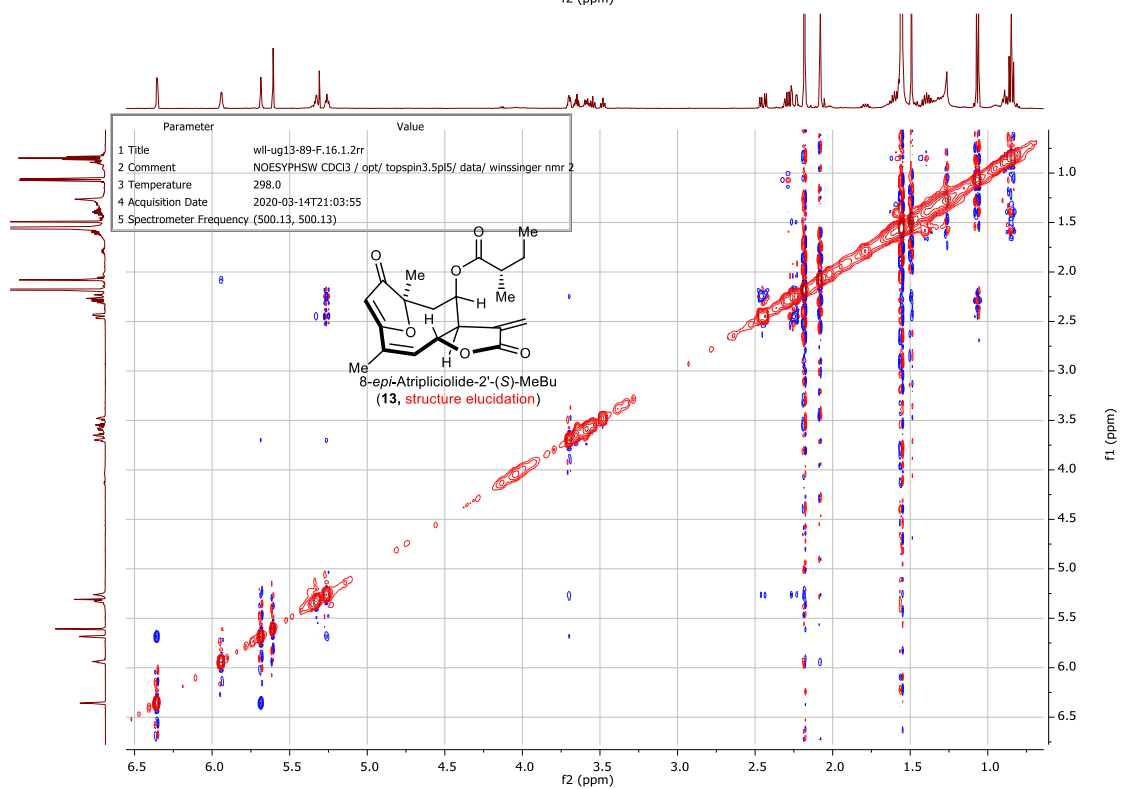 f2 (ppm)
Parameter Value
1 Title wll-ug13-89-F.16.1.2rr
2 Comment NOESYPHSW CDCl3 / opt/ topspin3.5pl5/ data/ winssinger nmr 2
3 Temperature 298.0
4 Acquisition Date 2020-03-14T21:03:55
5 Spectrometer Frequency (500.13, 500.13)
O Me
O Me O
Me
H
H
O
O O
H
Me
8-epi-Atripliciolide-2'-(S)-MeBu
(13, structure elucidation)
1.0
1.5
2.0
2.5
3.0
3.5
4.0
4.5
5.0
5.5
6.0
6.5
f1 (ppm)
6.5 6.0 5.5 5.0 4.5 4.0 3.5 3.0 2.5 2.0 1.5 1.0
f2 (ppm)